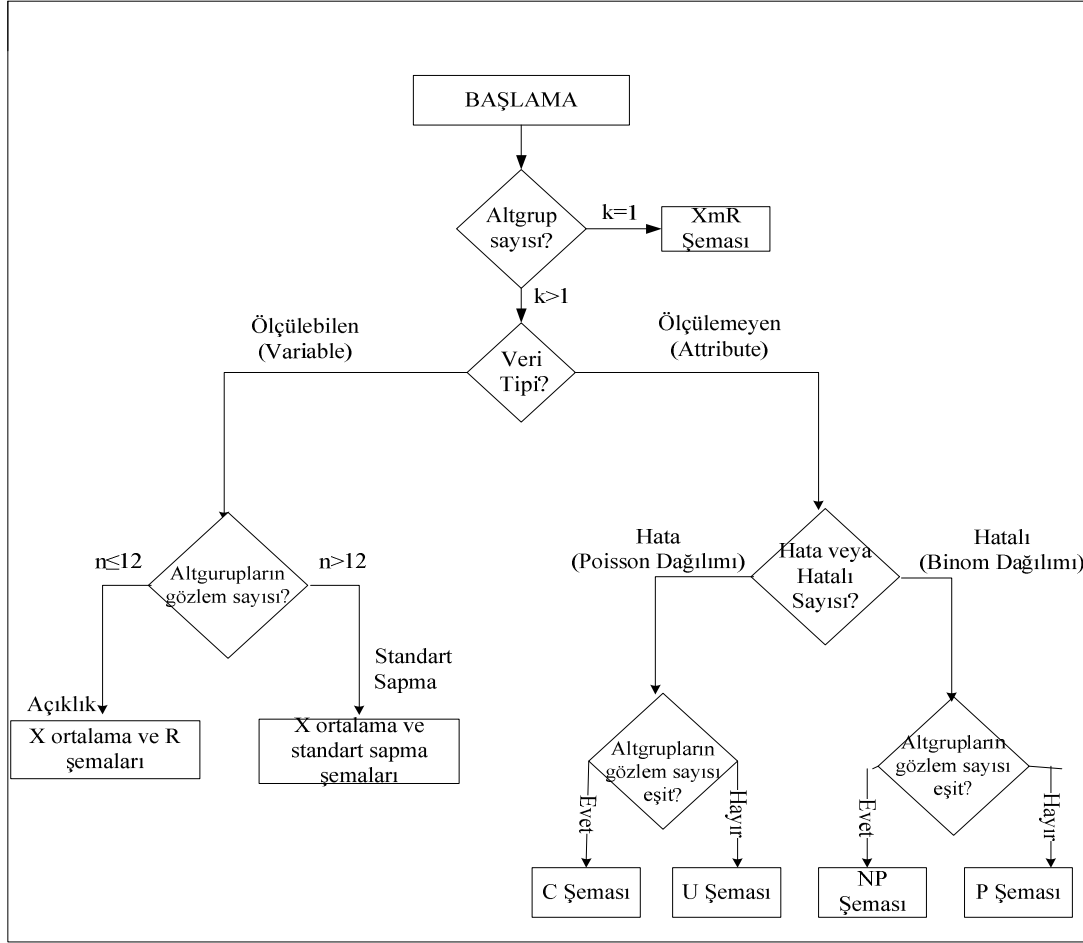 BAŞLAMA
Altgrup
sayısı?
k=1
XmR
Şeması
k>1
Ölçülebilen
(Variable)
Veri
Tipi?
Ölçülemeyen
(Attribute)
n≤12
Altgurupların
gözlem sayısı?
n>12
Açıklık
X ortalama ve R
şemaları
Standart
Sapma
X ortalama ve
standart sapma
şemaları
Hata
(Poisson Dağılımı)
Hata veya
Hatalı
Sayısı?
Hatalı
(Binom Dağılımı)
Altgrupların
gözlem sayısı
eşit?
Evet
Hayır
C Şeması
U Şeması
Altgrupların
gözlem sayısı
eşit?
Evet
Hayır
NP
Şeması
P Şeması